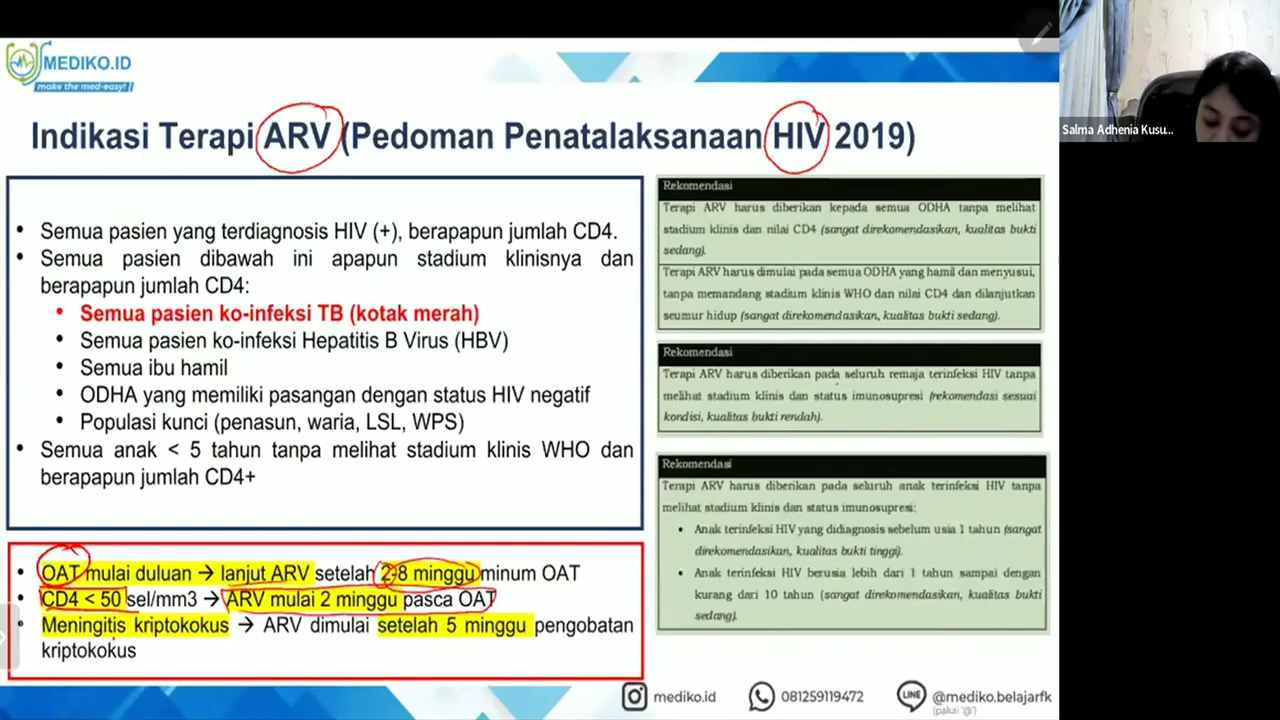 MEDIKO.ID
make the med-easy!
Indikasi Terapi ARV (Pedoman Penatalaksanaan HIV 2019)
Semua pasien yang terdiagnosis HIV (+), berapapun jumlah CD4.
Semua pasien dibawah ini apapun stadium klinisnya dan
berapapun jumlah CD4:
Semua pasien ko-infeksi TB (kotak merah)
Semua pasien ko-infeksi Hepatitis B Virus (HBV)
Semua ibu hamil
ODHA yang memiliki pasangan dengan status HIV negatif
Populasi kunci (penasun, waria, LSL, WPS)
Semua anak < 5 tahun tanpa melihat stadium klinis WHO dan
berapapun jumlah CD4+
OAT mulai duluan → lanjut ARV setelah 2-8 minggu minum OAT
CD4 < 50 sel/mm3 → ARV mulai 2 minggu pasca OAT
Meningitis kriptokokus → ARV dimulai setelah 5 minggu pengobatan
kriptokokus
Rekomendasi
Terapi ARV harus diberikan kepada semua ODHA tanpa melihat
stadium klinis dan nilai CD4 (sangat direkomendasikan, kualitas bukti
sedang).
Terapi ARV harus dimulai pada semua ODHA yang hamil dan menyusui,
tanpa memandang stadium klinis WHO dan nilai CD4 dan dilanjutkan
seumur hidup (sangat direkomendasikan, kualitas bukti sedang).
Rekomendasi
Terapi ARV harus diberikan pada seluruh remaja terinfeksi HIV tanpa
melihat stadium klinis dan status imunosupresi (rekomendasi sesuai
kondisi, kualitas bukti rendah).
Rekomendasi
Terapi ARV harus diberikan pada seluruh anak terinfeksi HIV tanpa
melihat stadium klinis dan status imunosupresi:
Anak terinfeksi HIV yang didiagnosis sebelum usia 1 tahun (sangat
direkomendasikan, kualitas bukti tinggi).
Anak terinfeksi HIV berusia lebih dari 1 tahun sampai dengan
kurang dari 10 tahun (sangat direkomendasikan, kualitas bukti
sedang).
mediko.id
081259119472
LINE
@mediko.belajarfk
(pakai '@')
Salma Adhenia Kusu...